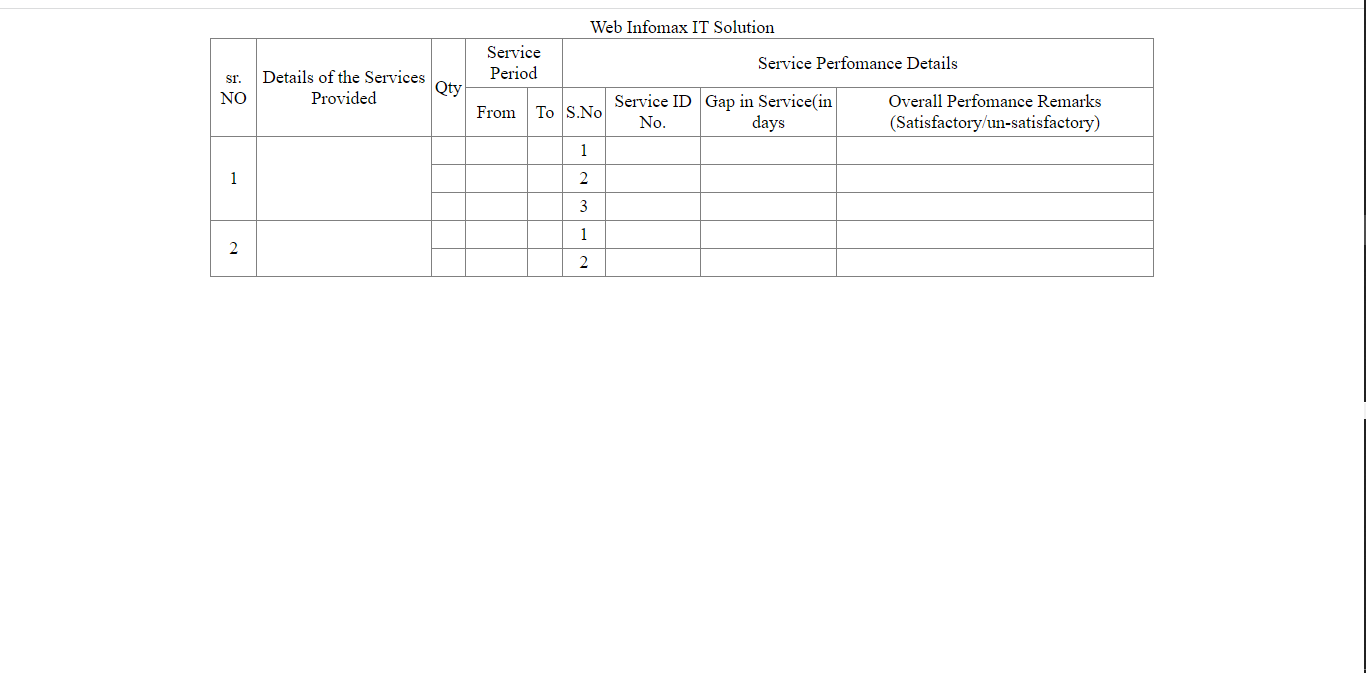 Web Infomax IT Solution
sr.
NO
Details of the Services
Provided
Qty
Service
Period
Service Perfomance Details
From
To
S.No
Service ID
No.
Gap in Service(in
days
Overall Perfomance Remarks
(Satisfactory/un-satisfactory)
1
1
2
3
2
1
2